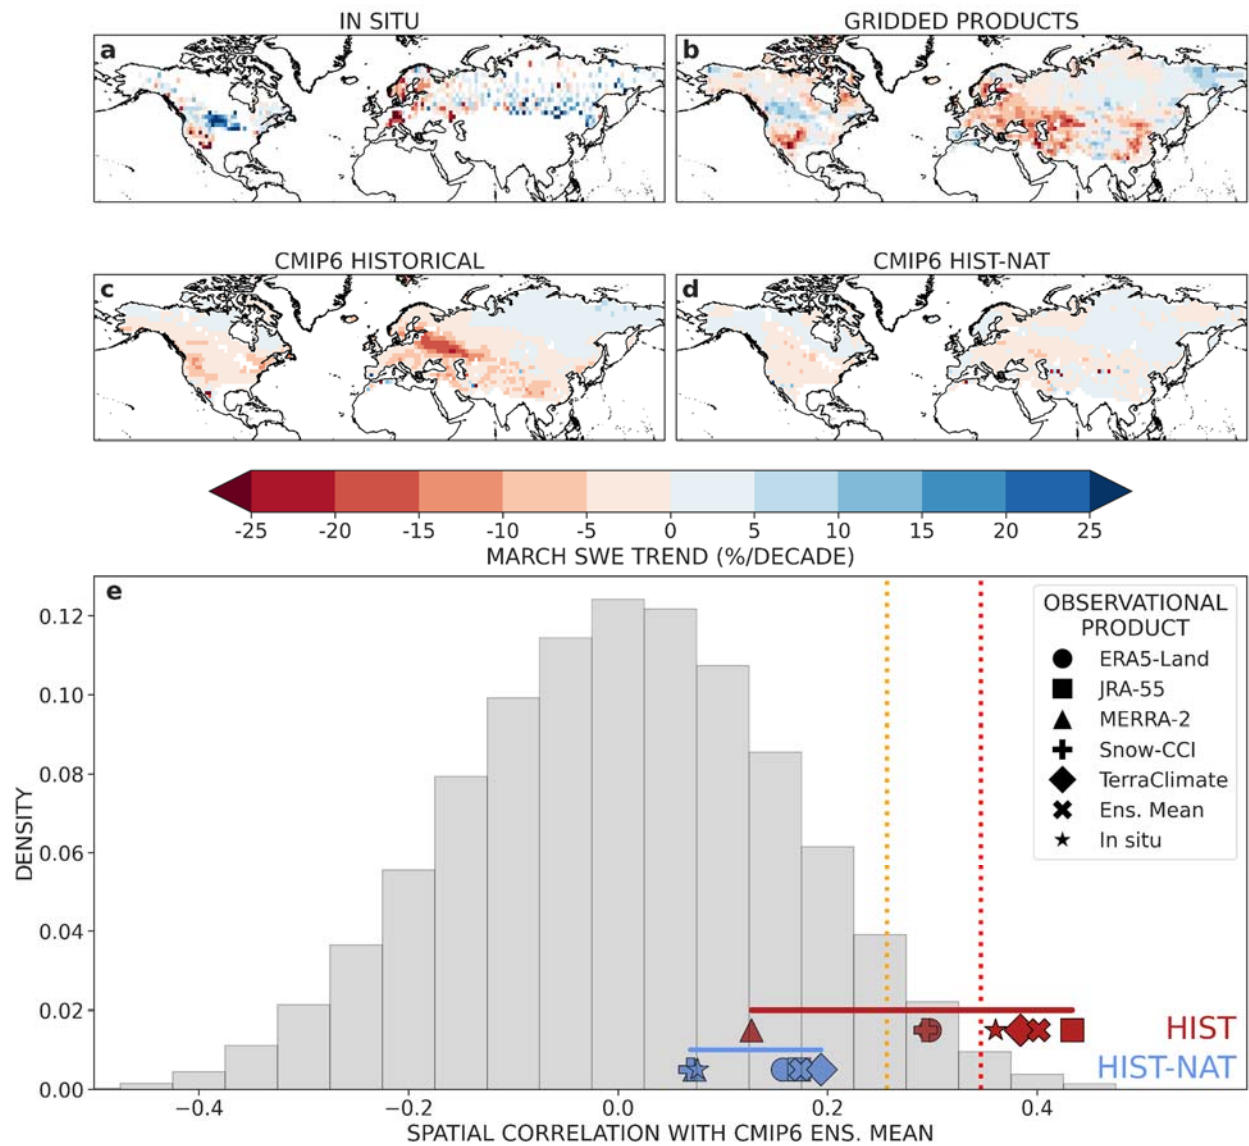 IN SITU
GRIDDED PRODUCTS
a
b
CMIP6 HISTORICAL
CMIP6 HIST-NAT
c
d
-25 -20 -15 -10 -5 0 5 10 15 20 25
MARCH SWE TREND (%/DECADE)
e
OBSERVATIONAL
PRODUCT
ERA5-Land
JRA-55
MERRA-2
Snow-CCI
TerraClimate
Ens. Mean
In situ
0.12
0.10
0.08
0.06
0.04
0.02
0.00
DENSITY
HIST
HIST-NAT
−0.4 −0.2 0.0 0.2 0.4
SPATIAL CORRELATION WITH CMIP6 ENS. MEAN